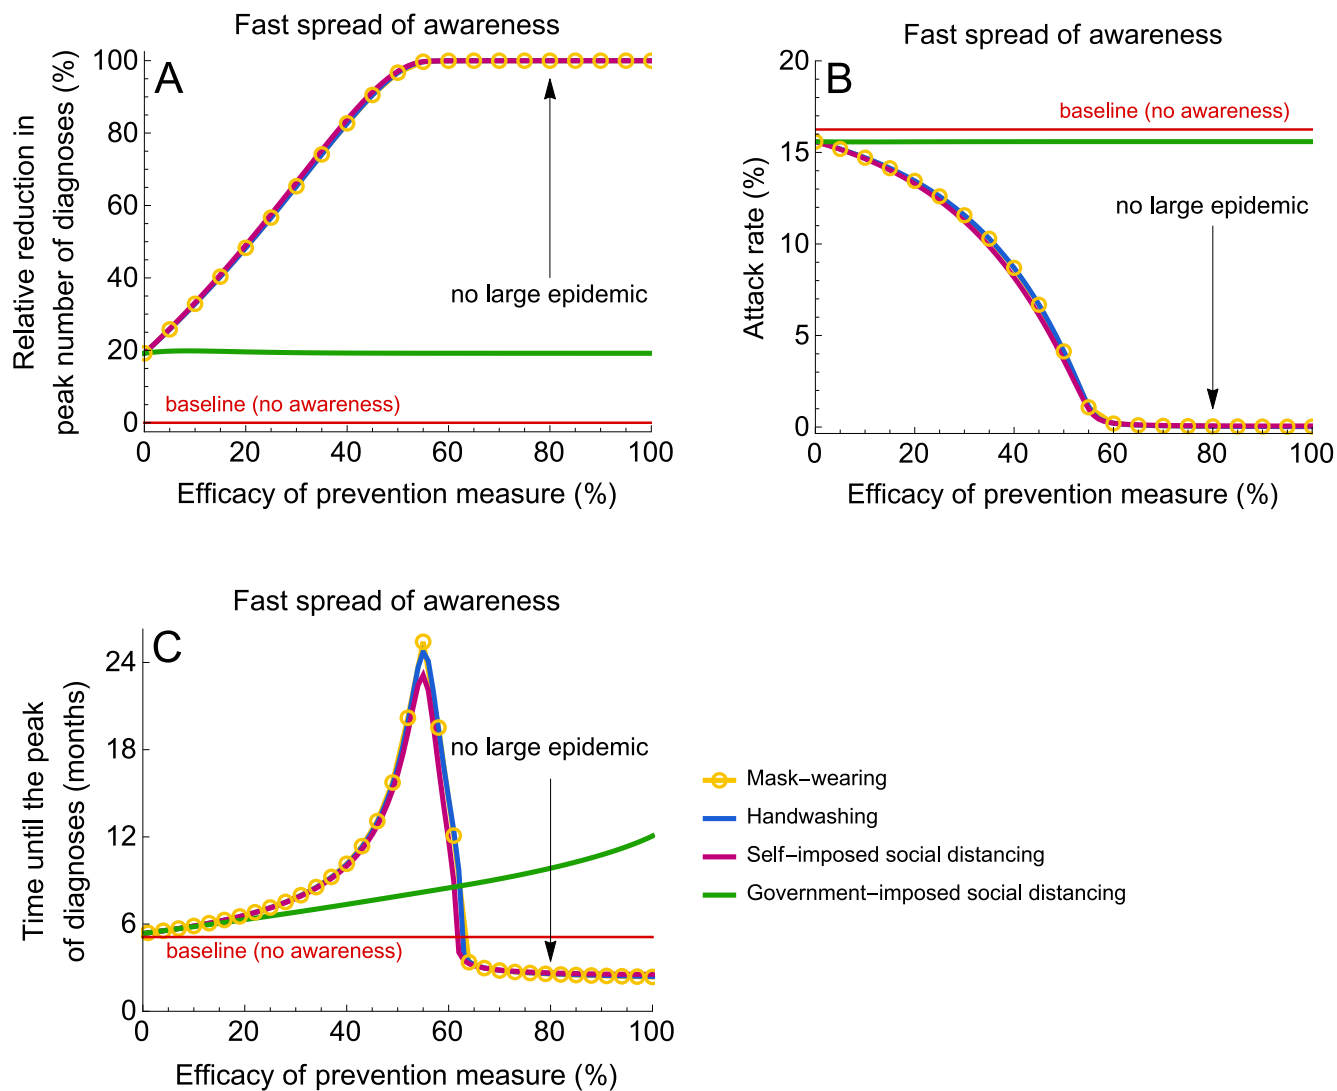 Fast spread of awareness
A
Relative reduction in
peak number of diagnoses (%)
100
80
60
40
20
0
no large epidemic
baseline (no awareness)
0 20 40 60 80 100
Efficacy of prevention measure (%)
Fast spread of awareness
B
Attack rate (%)
20
15
10
5
0
baseline (no awareness)
no large epidemic
0 20 40 60 80 100
Efficacy of prevention measure (%)
Fast spread of awareness
C
Time until the peak
of diagnoses (months)
24
18
12
6
0
no large epidemic
baseline (no awareness)
0 20 40 60 80 100
Efficacy of prevention measure (%)
Mask–wearing
Handwashing
Self–imposed social distancing
Government–imposed social distancing